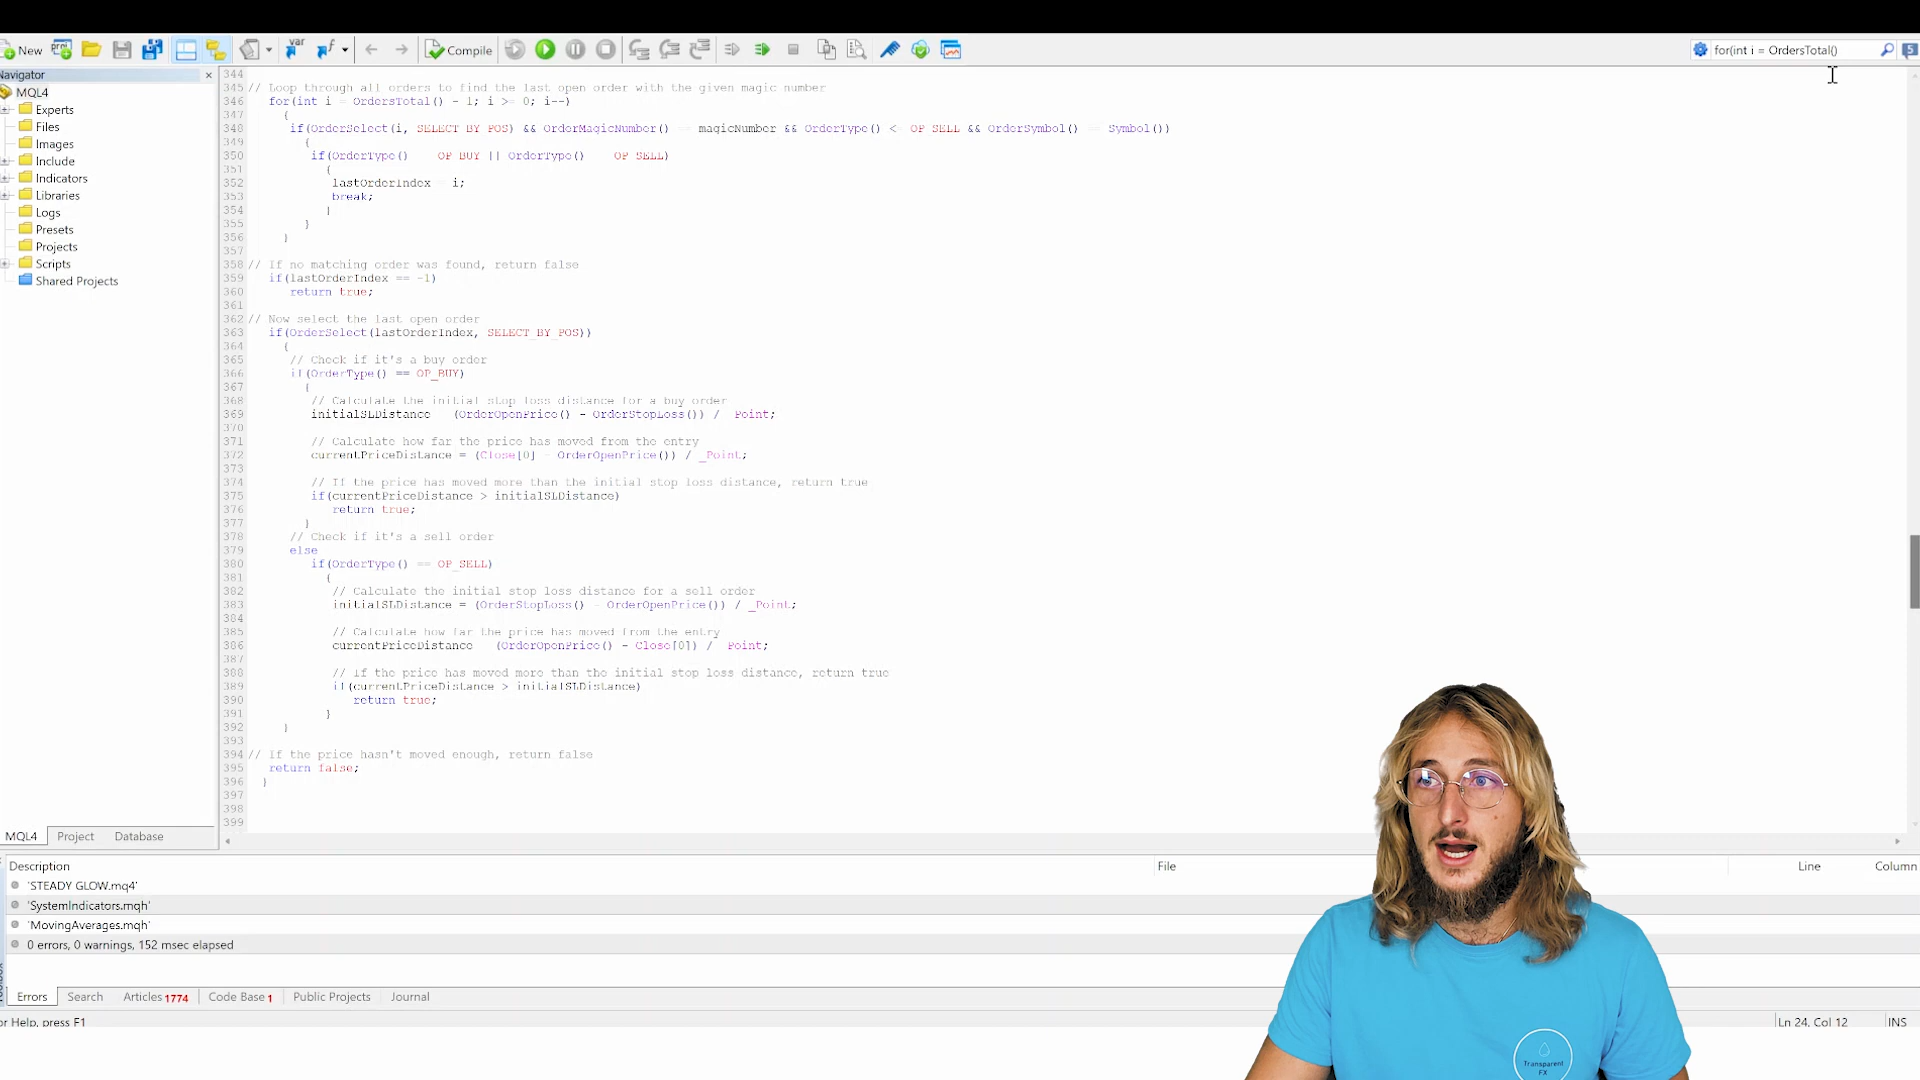 New
Compile
for(int i = OrdersTotal()
5
Navigator
MQL4
Experts
Files
Images
Include
Indicators
Libraries
Logs
Presets
Projects
Scripts
Shared Projects
MQL4 Project Database
344
345 // Loop through all orders to find the last open order with the given magic number
346 for(int i = OrdersTotal() - 1; i >= 0; i--)
347 {
348 if(OrderSelect(i, SELECT_BY_POS) && OrderMagicNumber() == magicNumber && OrderType() <= OP_SELL && OrderSymbol() == Symbol())
349 {
350 if(OrderType() == OP_BUY || OrderType() == OP_SELL)
351 {
352 lastOrderIndex = i;
353 break;
354 }
355 }
356 }
357
358 // If no matching order was found, return false
359 if(lastOrderIndex == -1)
360 return true;
361
362 // Now select the last open order
363 if(OrderSelect(lastOrderIndex, SELECT_BY_POS))
364 {
365 // Check if it's a buy order
366 if(OrderType() == OP_BUY)
367 {
368 // Calculate the initial stop loss distance for a buy order
369 initialSLDistance = (OrderOpenPrice() - OrderStopLoss()) / _Point;
370
371 // Calculate how far the price has moved from the entry
372 currentPriceDistance = (Close[0] - OrderOpenPrice()) / _Point;
373
374 // If the price has moved more than the initial stop loss distance, return true
375 if(currentPriceDistance > initialSLDistance)
376 return true;
377 }
378 // Check if it's a sell order
379 else
380 if(OrderType() == OP_SELL)
381 {
382 // Calculate the initial stop loss distance for a sell order
383 initialSLDistance = (OrderStopLoss() - OrderOpenPrice()) / _Point;
384
385 // Calculate how far the price has moved from the entry
386 currentPriceDistance = (OrderOpenPrice() - Close[0]) / _Point;
387
388 // If the price has moved more than the initial stop loss distance, return true
389 if(currentPriceDistance > initialSLDistance)
390 return true;
391 }
392 }
393
394 // If the price hasn't moved enough, return false
395 return false;
396 }
397
398
399
Description File Line Column
'STEADY GLOW.mq4'
'SystemIndicators.mqh'
'MovingAverages.mqh'
0 errors, 0 warnings, 152 msec elapsed
Errors Search Articles 1774 Code Base 1 Public Projects Journal
or Help, press F1
Ln 24, Col 12 INS
Transparent
FX